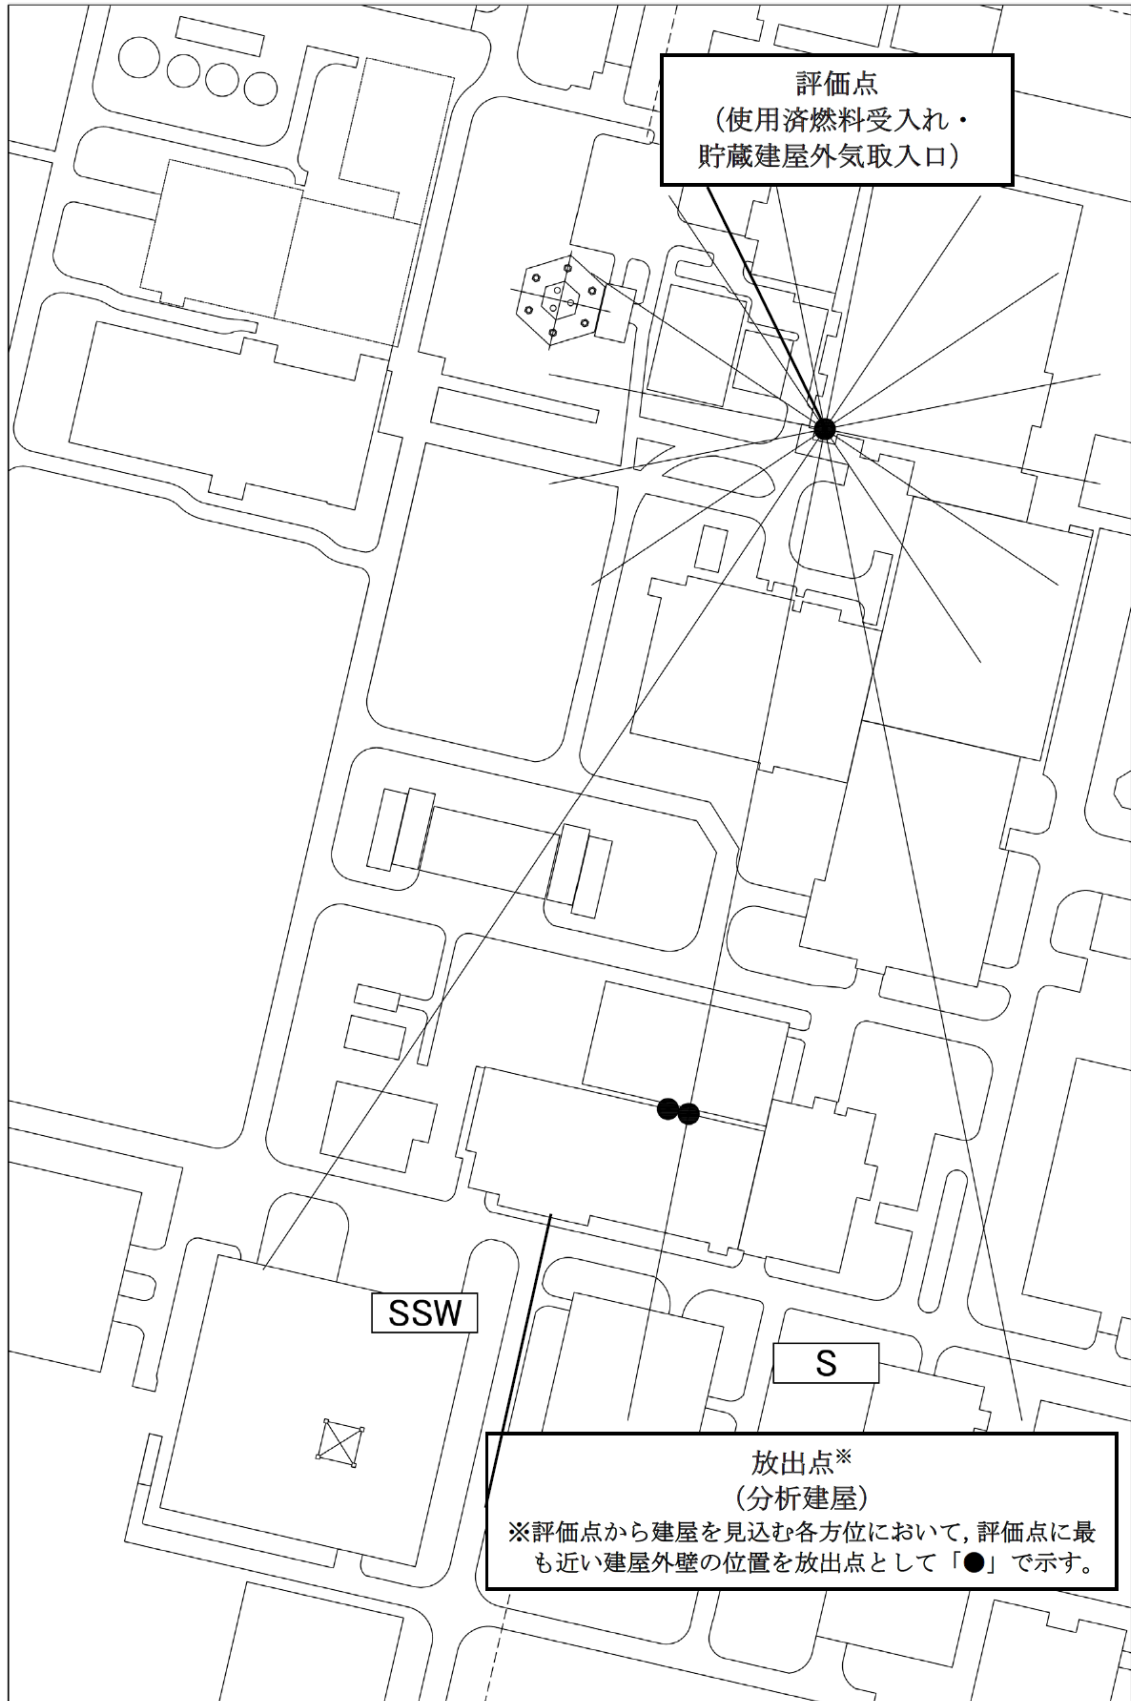 評価点
(使用済燃料受入れ・
貯蔵建屋外気取入口)
SSW
S
放出点※
(分析建屋)
※評価点から建屋を見込む各方位において,評価点に最
も近い建屋外壁の位置を放出点として「●」で示す。